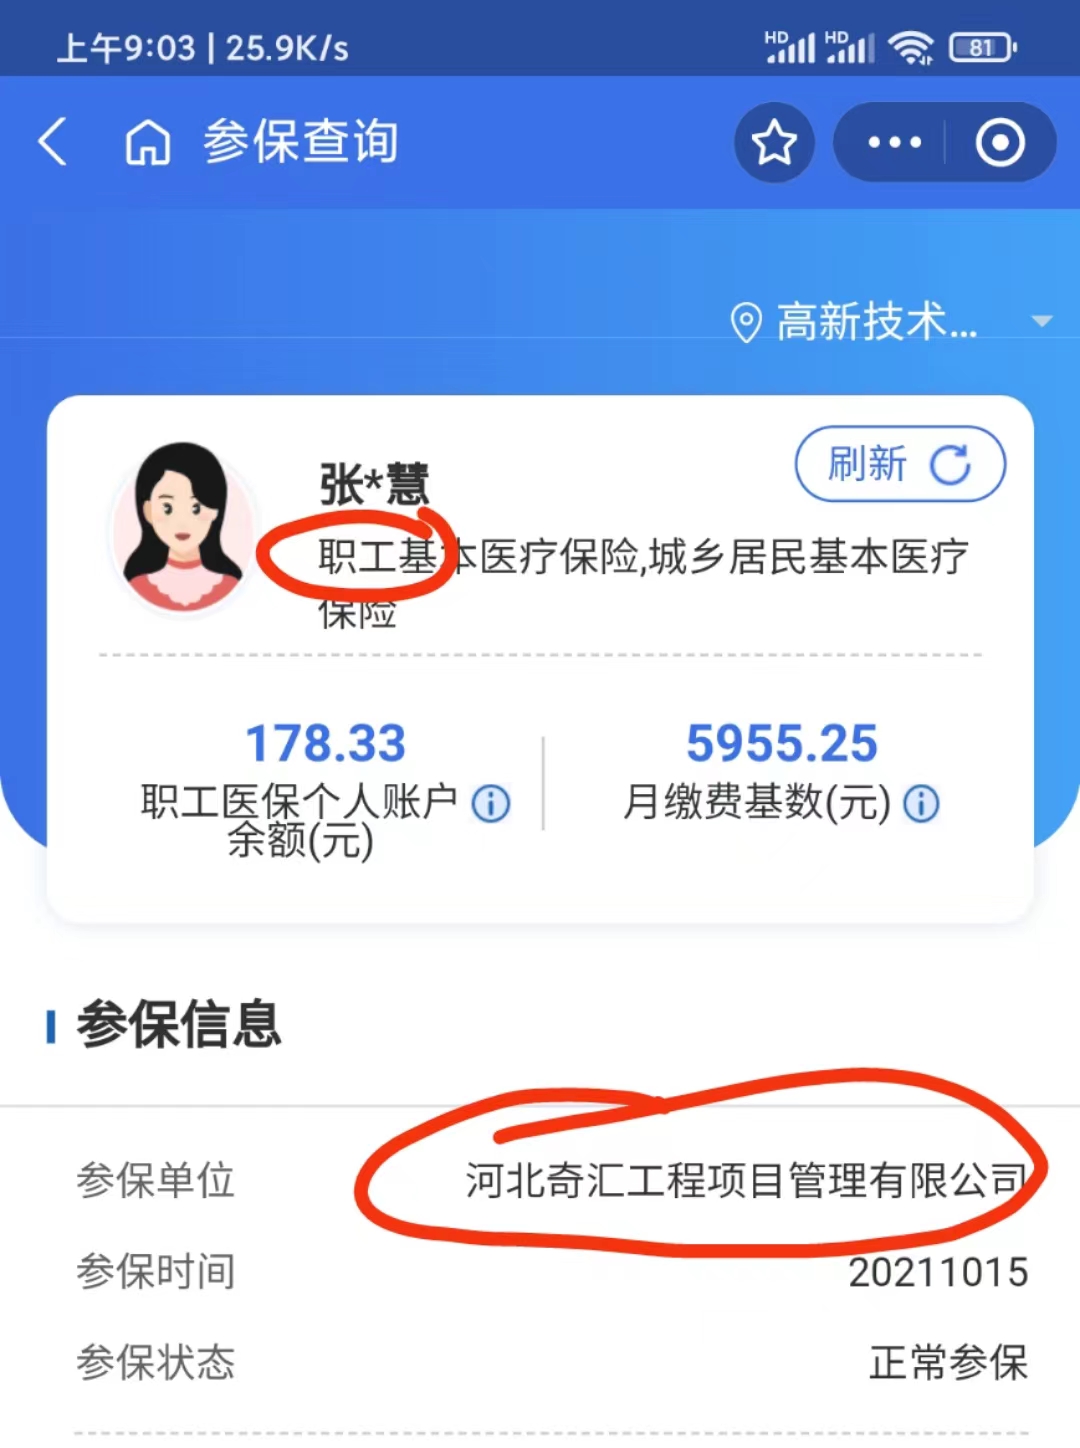 上午9:03 | 25.9K/s
HD HD 81
参保查询
高新技术...
张*慧
刷新
职工基本医疗保险,城乡居民基本医疗
保险
178.33
职工医保个人账户
余额(元)
5955.25
月缴费基数(元)
参保信息
参保单位 河北奇汇工程项目管理有限公司
参保时间 20211015
参保状态 正常参保